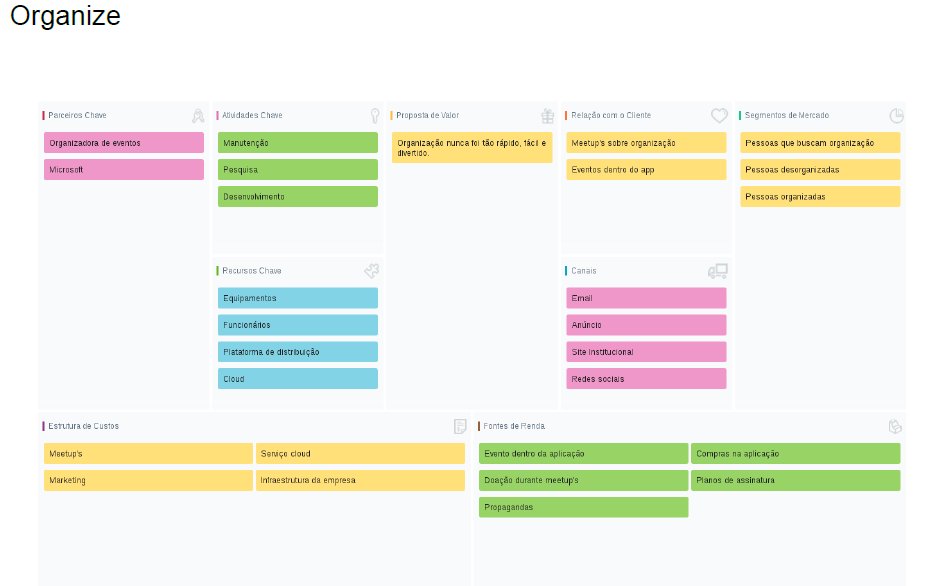 Organize
Parceiros Chave
Organizadora de eventos
Microsoft
Atividades Chave
Manutenção
Pesquisa
Desenvolvimento
Recursos Chave
Equipamentos
Funcionários
Plataforma de distribuição
Cloud
Proposta de Valor
Organização nunca foi tão rápido, fácil e
divertido.
Relação com o Cliente
Meetup's sobre organização
Eventos dentro do app
Canais
Email
Anúncio
Site Institucional
Redes sociais
Segmentos de Mercado
Pessoas que buscam organização
Pessoas desorganizadas
Pessoas organizadas
Estrutura de Custos
Meetup's
Serviço cloud
Marketing
Infraestrutura da empresa
Fontes de Renda
Evento dentro da aplicação
Compras na aplicação
Doação durante meetup's
Planos de assinatura
Propagandas